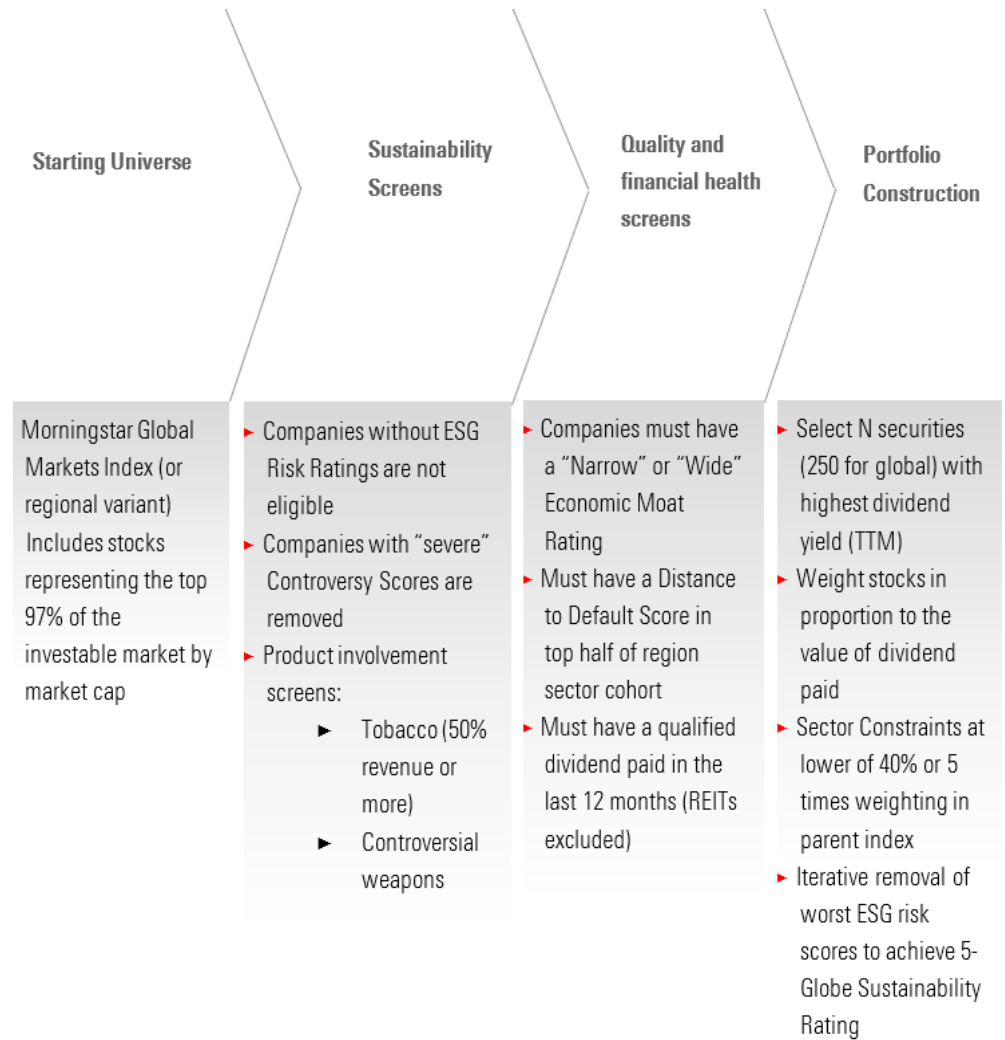 Starting Universe
Sustainability
Screens
Quality and
financial health
screens
Portfolio
Construction
Morningstar Global
Markets Index (or
regional variant)
Includes stocks
representing the top
97% of the
investable market by
market cap
► Companies without ESG
Risk Ratings are not
eligible
► Companies with “severe”
Controversy Scores are
removed
► Product involvement
screens:
► Tobacco (50%
revenue or
more)
► Controversial
weapons
► Companies must have
a “Narrow” or “Wide”
Economic Moat
Rating
► Must have a Distance
to Default Score in
top half of region
sector cohort
► Must have a qualified
dividend paid in the
last 12 months (REITs
excluded)
► Select N securities
(250 for global) with
highest dividend
yield (TTM)
► Weight stocks in
proportion to the
value of dividend
paid
► Sector Constraints at
lower of 40% or 5
times weighting in
parent index
► Iterative removal of
worst ESG risk
scores to achieve 5-
Globe Sustainability
Rating